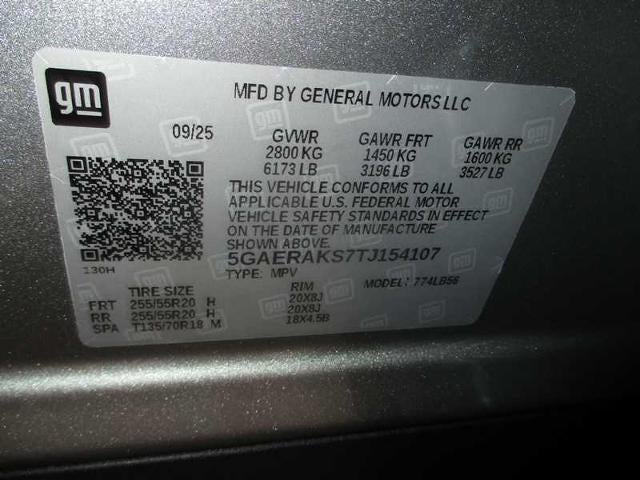 gm
MFD BY GENERAL MOTORS LLC
09/25 GVWR GAWR FRT GAWR RR
2800 KG 1450 KG 1600 KG
6173 LB 3196 LB 3527 LB
THIS VEHICLE CONFORMS TO ALL
APPLICABLE U.S. FEDERAL MOTOR
VEHICLE SAFETY STANDARDS IN EFFECT
ON THE DATE OF MANUFACTURE
SHOWN ABOVE.
5GAERAKS7TJ154107
130H
TYPE: MPV MODEL: 774LB56
TIRE SIZE RIM
FRT 255/55R20 H 20X8J
RR 255/55R20 H 20X8J
SPA T135/70R18 M 18X4.5B